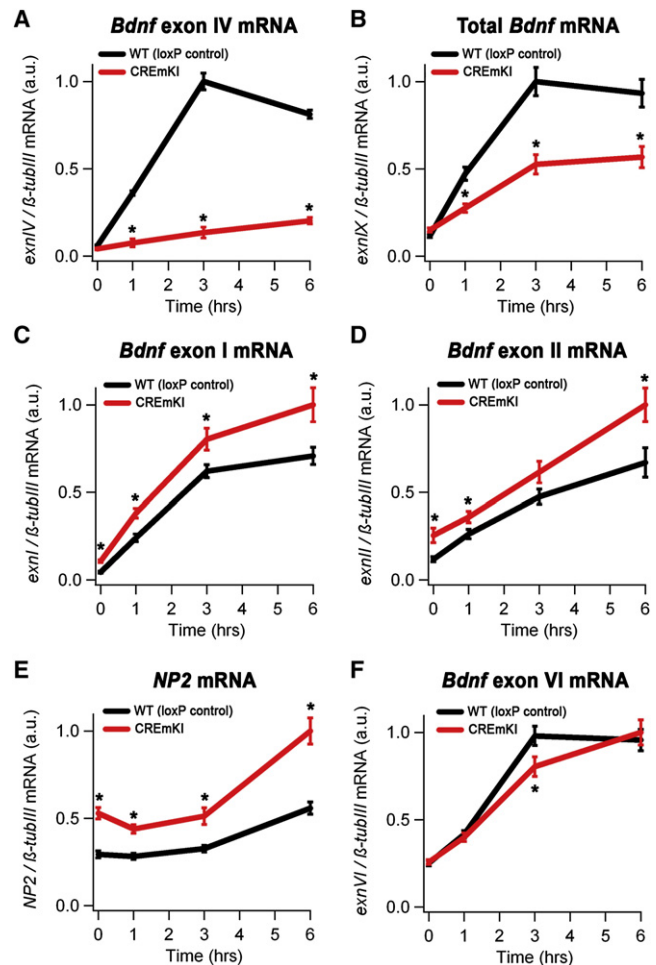 A
Bdnf exon IV mRNA
WT (loxP control)
CREmKI
exnIV / ß-tubIII mRNA (a.u.)
1.0
0.5
0.0
*
*
*
0 1 2 3 4 5 6
Time (hrs)
B
Total Bdnf mRNA
WT (loxP control)
CREmKI
exnIX / ß-tubIII mRNA (a.u.)
1.0
0.5
0.0
*
*
*
0 1 2 3 4 5 6
Time (hrs)
C
Bdnf exon I mRNA
WT (loxP control)
CREmKI
exnI / ß-tubIII mRNA (a.u.)
1.0
0.5
0.0
*
*
*
*
0 1 2 3 4 5 6
Time (hrs)
D
Bdnf exon II mRNA
WT (loxP control)
CREmKI
exnII / ß-tubIII mRNA (a.u.)
1.0
0.5
0.0
*
*
*
0 1 2 3 4 5 6
Time (hrs)
E
NP2 mRNA
WT (loxP control)
CREmKI
NP2 / ß-tubIII mRNA (a.u.)
1.0
0.5
0.0
*
*
*
*
0 1 2 3 4 5 6
Time (hrs)
F
Bdnf exon VI mRNA
WT (loxP control)
CREmKI
exnVI / ß-tubIII mRNA (a.u.)
1.0
0.5
0.0
*
0 1 2 3 4 5 6
Time (hrs)